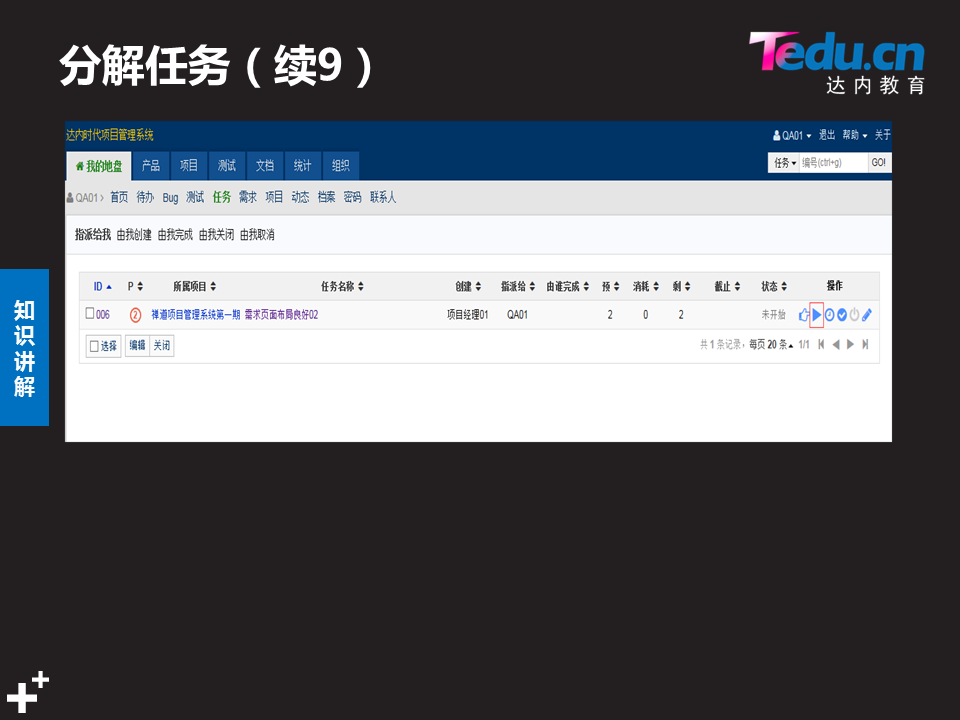 分解任务（续9）
Tedu.cn
达内教育
达内时代项目管理系统
QA01 退出 帮助 关于
我的地盘 产品 项目 测试 文档 统计 组织
任务 编号(ctrl+g) GO!
QA01 首页 待办 Bug 测试 任务 需求 项目 动态 档案 密码 联系人
指派给我 由我创建 由我完成 由我关闭 由我取消
ID P 所属项目 任务名称 创建 指派给 由谁完成 预 消耗 剩 截止 状态 操作
006 2 禅道项目管理系统第一期 需求页面布局良好02 项目经理01 QA01 2 0 2 未开始
选择 编辑 关闭
共 1 条记录，每页 20 条 1/1
知识讲解